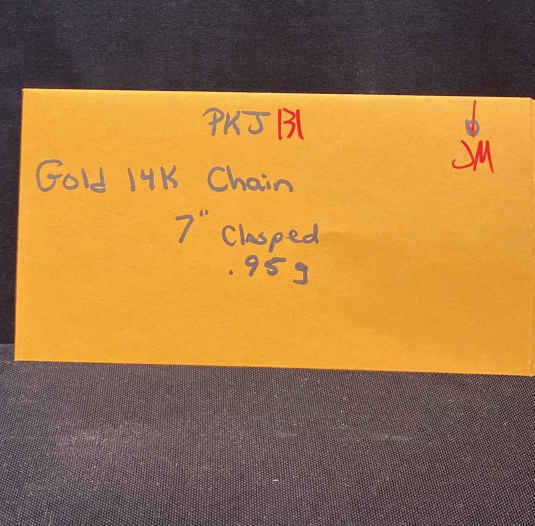 PKJ 131
JM
Gold 14K Chain
7" Clasped
.95g